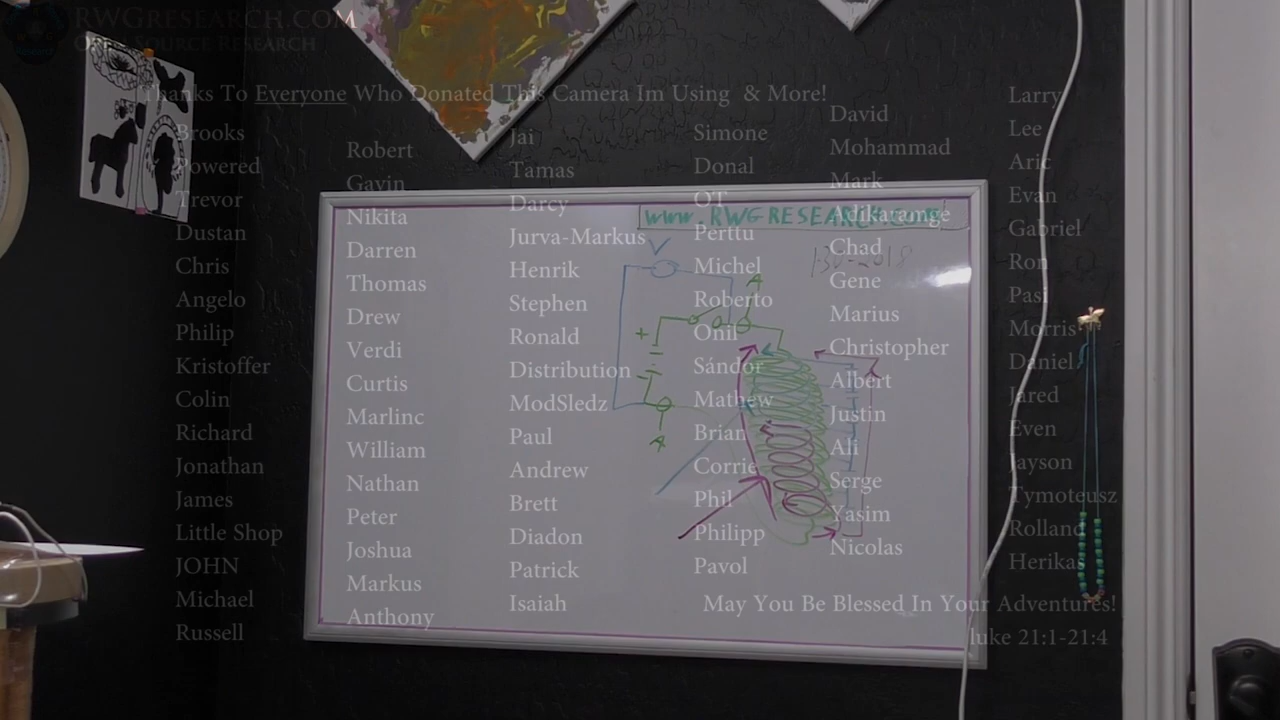 RWGRESEARCH.COM
OPEN SOURCE RESEARCH
Thanks To Everyone Who Donated This Camera Im Using & More!
Brooks
Powered
Trevor
Dustan
Chris
Angelo
Philip
Kristoffer
Colin
Richard
Jonathan
James
Little Shop
JOHN
Michael
Russell
Robert
Gavin
Nikita
Darren
Thomas
Drew
Verdi
Curtis
Marlinc
William
Nathan
Peter
Joshua
Markus
Anthony
Jai
Tamas
Darcy
Jurva-Markus
Henrik
Stephen
Ronald
Distribution
ModSledz
Paul
Andrew
Brett
Diadon
Patrick
Isaiah
Simone
Donal
OT
Perttu
Michel
Roberto
Onil
Sándor
Mathew
Brian
Corrie
Phil
Philipp
Pavol
David
Mohammad
Mark
Adikaramge
Chad
Gene
Marius
Christopher
Albert
Justin
Ali
Serge
Yasim
Nicolas
Larry
Lee
Aric
Evan
Gabriel
Ron
Pasi
Morris
Daniel
Jared
Even
Jayson
Tymoteusz
Rolland
Herikas
May You Be Blessed In Your Adventures!
luke 21:1-21:4
www.RWGRESEARCH.com
1-30-2018
V
A
+
-
A